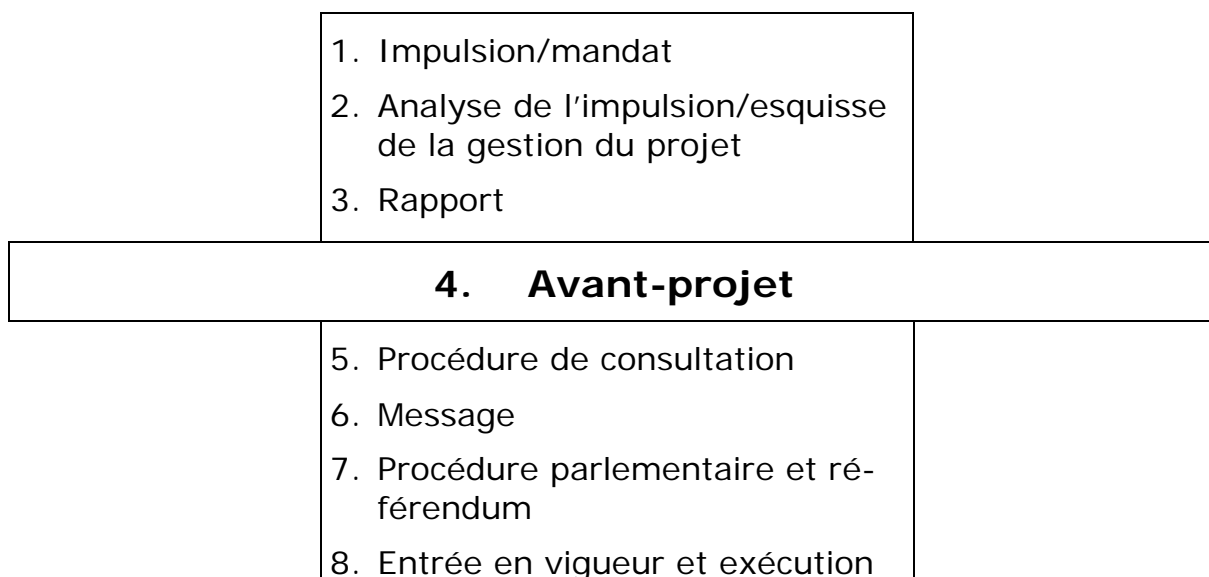 1. Impulsion/mandat
2. Analyse de l'impulsion/esquisse
de la gestion du projet
3. Rapport
4. Avant-projet
5. Procédure de consultation
6. Message
7. Procédure parlementaire et ré-
férendum
8. Entrée en vigueur et exécution